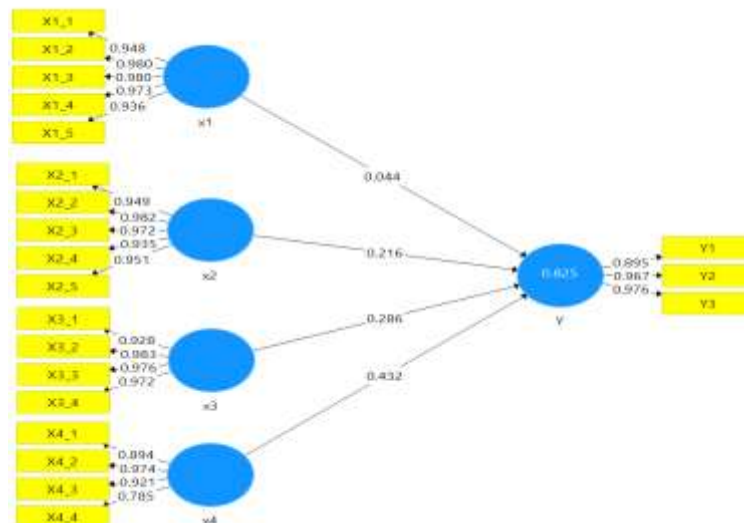 X1_1
0.948
X1_2
0.980
X1_3
0.980
X1_4
0.973
0.936
X1_5
x1
0.044
X2_1
0.949
X2_2
0.982
X2_3
0.972
X2_4
0.935
0.951
X2_5
x2
0.216
X3_1
0.928
X3_2
0.983
X3_3
0.976
0.972
X3_4
x3
0.286
X4_1
0.894
X4_2
0.974
X4_3
0.921
0.785
X4_4
x4
0.432
0.825
Y
0.895
Y1
0.967
Y2
0.976
Y3